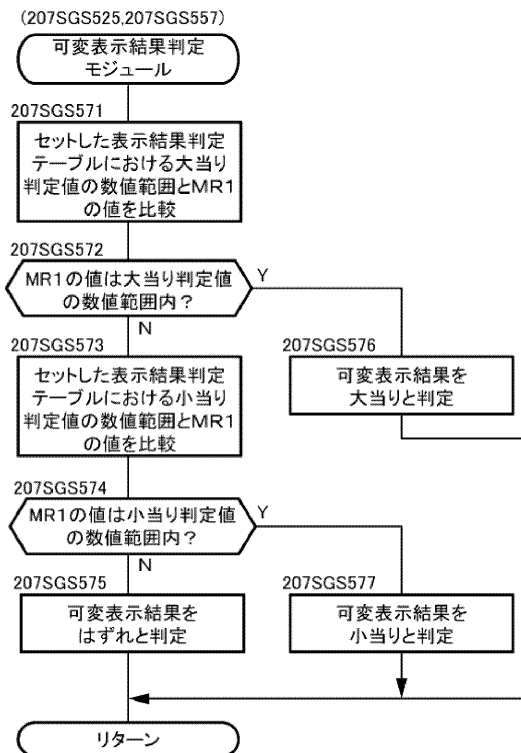 (207SGS525,207SGS557)
可変表示結果判定
モジュール
207SGS571
セットした表示結果判定
テーブルにおける大当り
判定値の数値範囲とMR1
の値を比較
207SGS572
MR1の値は大当り判定値
の数値範囲内?
Y
N
207SGS573
セットした表示結果判定
テーブルにおける小当り
判定値の数値範囲とMR1
の値を比較
207SGS576
可変表示結果を
大当りと判定
207SGS574
MR1の値は小当り判定値
の数値範囲内?
Y
N
207SGS575
可変表示結果を
はずれと判定
207SGS577
可変表示結果を
小当りと判定
リターン